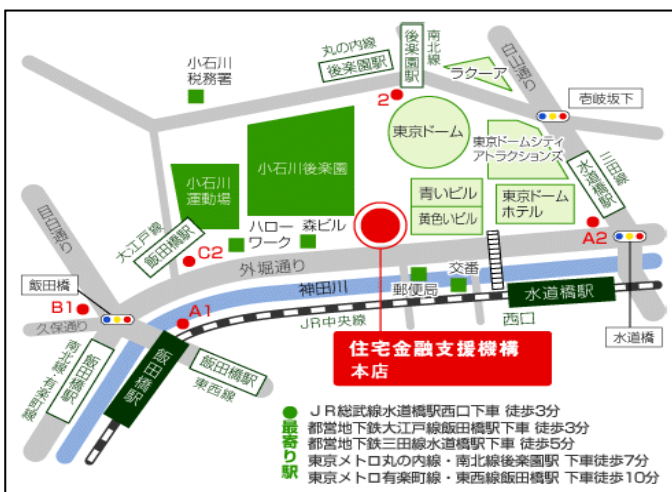 小石川
税務署
丸の内線
後楽園駅
後楽園駅
南北線
ラクーア
白山通り
壱岐坂下
2
東京ドーム
東京ドームシティ
アトラクションズ
三田線
水道橋駅
小石川後楽園
小石川
運動場
青いビル
黄色いビル
東京ドーム
ホテル
目白通り
大江戸線
飯田橋駅
C2
ハロー
ワーク
森ビル
A2
外堀通り
飯田橋
B1
久保通り
A1
神田川
郵便局
交番
水道橋駅
西口
水道橋
JR中央線
南北線・有楽町線
飯田橋駅
飯田橋駅
飯田橋駅
東西線
住宅金融支援機構
本店
最寄り駅
JR総武線水道橋駅西口下車 徒歩3分
都営地下鉄大江戸線飯田橋駅下車 徒歩3分
都営地下鉄三田線水道橋駅下車 徒歩5分
東京メトロ丸の内線・南北線後楽園駅 下車徒歩7分
東京メトロ有楽町線・東西線飯田橋駅 下車徒歩10分